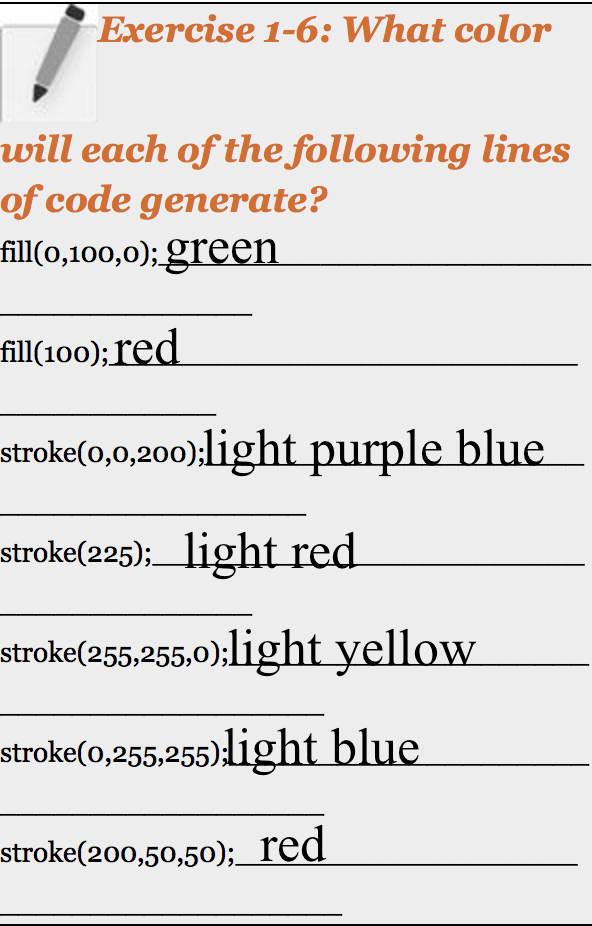 Exercise 1-6: What color
will each of the following lines
of code generate?
fill(0,100,0); green
fill(100); red
stroke(0,0,200); light purple blue
stroke(225); light red
stroke(255,255,0); light yellow
stroke(0,255,255); light blue
stroke(200,50,50); red